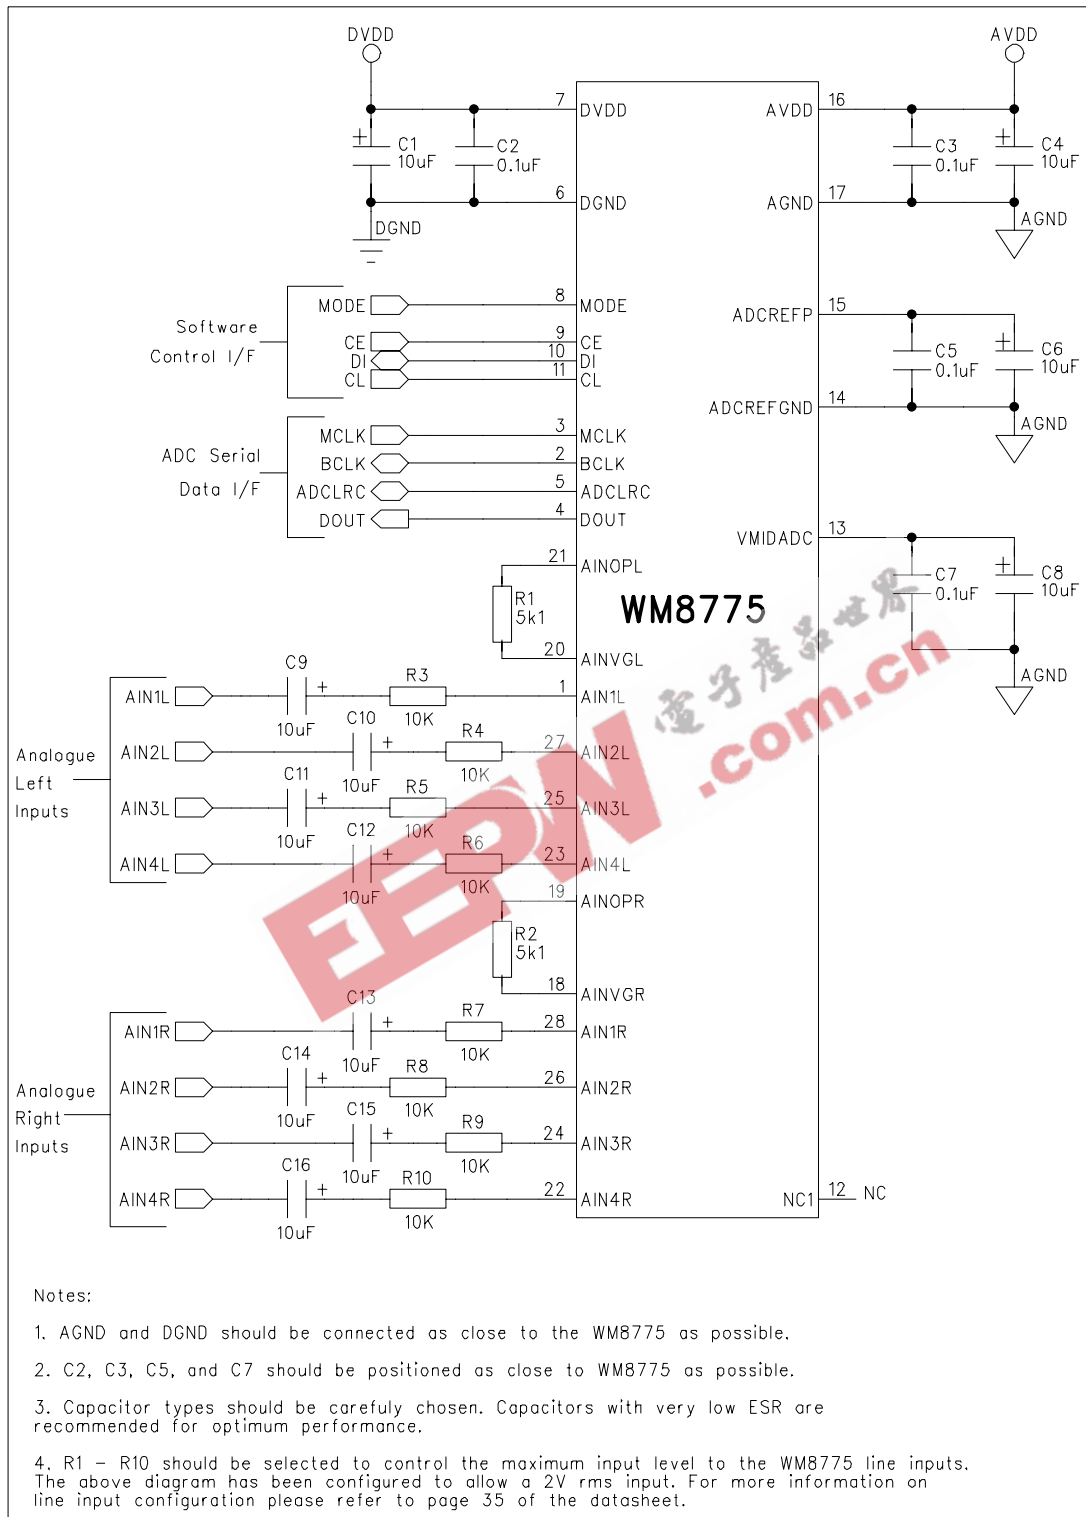 DVDD
AVDD
7 DVDD
AVDD 16
+ C1
10uF
C2
0.1uF
C3
0.1uF
+ C4
10uF
6 DGND
AGND 17
DGND
AGND
MODE 8 MODE
ADCREFP 15
Software
Control I/F
CE 9 CE
DI 10 DI
CL 11 CL
C5
0.1uF
+ C6
10uF
ADCREFGND 14
AGND
ADC Serial
Data I/F
MCLK 3 MCLK
BCLK 2 BCLK
ADCLRC 5 ADCLRC
DOUT 4 DOUT
VMIDADC 13
21 AINOPL
R1
5k1
WM8775
C7
0.1uF
+ C8
10uF
20 AINVGL
AGND
Analogue
Left
Inputs
AIN1L C9 + 10uF R3 10K 1 AIN1L
AIN2L C10 + 10uF R4 10K 27 AIN2L
AIN3L C11 + 10uF R5 10K 25 AIN3L
AIN4L C12 + 10uF R6 10K 23 AIN4L
19 AINOPR
R2
5k1
18 AINVGR
Analogue
Right
Inputs
AIN1R C13 + 10uF R7 10K 28 AIN1R
AIN2R C14 + 10uF R8 10K 26 AIN2R
AIN3R C15 + 10uF R9 10K 24 AIN3R
AIN4R C16 + 10uF R10 10K 22 AIN4R
NC1 12 NC
EEPW
電子產品世界
.com.cn
Notes:
1. AGND and DGND should be connected as close to the WM8775 as possible.
2. C2, C3, C5, and C7 should be positioned as close to WM8775 as possible.
3. Capacitor types should be carefuly chosen. Capacitors with very low ESR are
recommended for optimum performance.
4. R1 - R10 should be selected to control the maximum input level to the WM8775 line inputs.
The above diagram has been configured to allow a 2V rms input. For more information on
line input configuration please refer to page 35 of the datasheet.